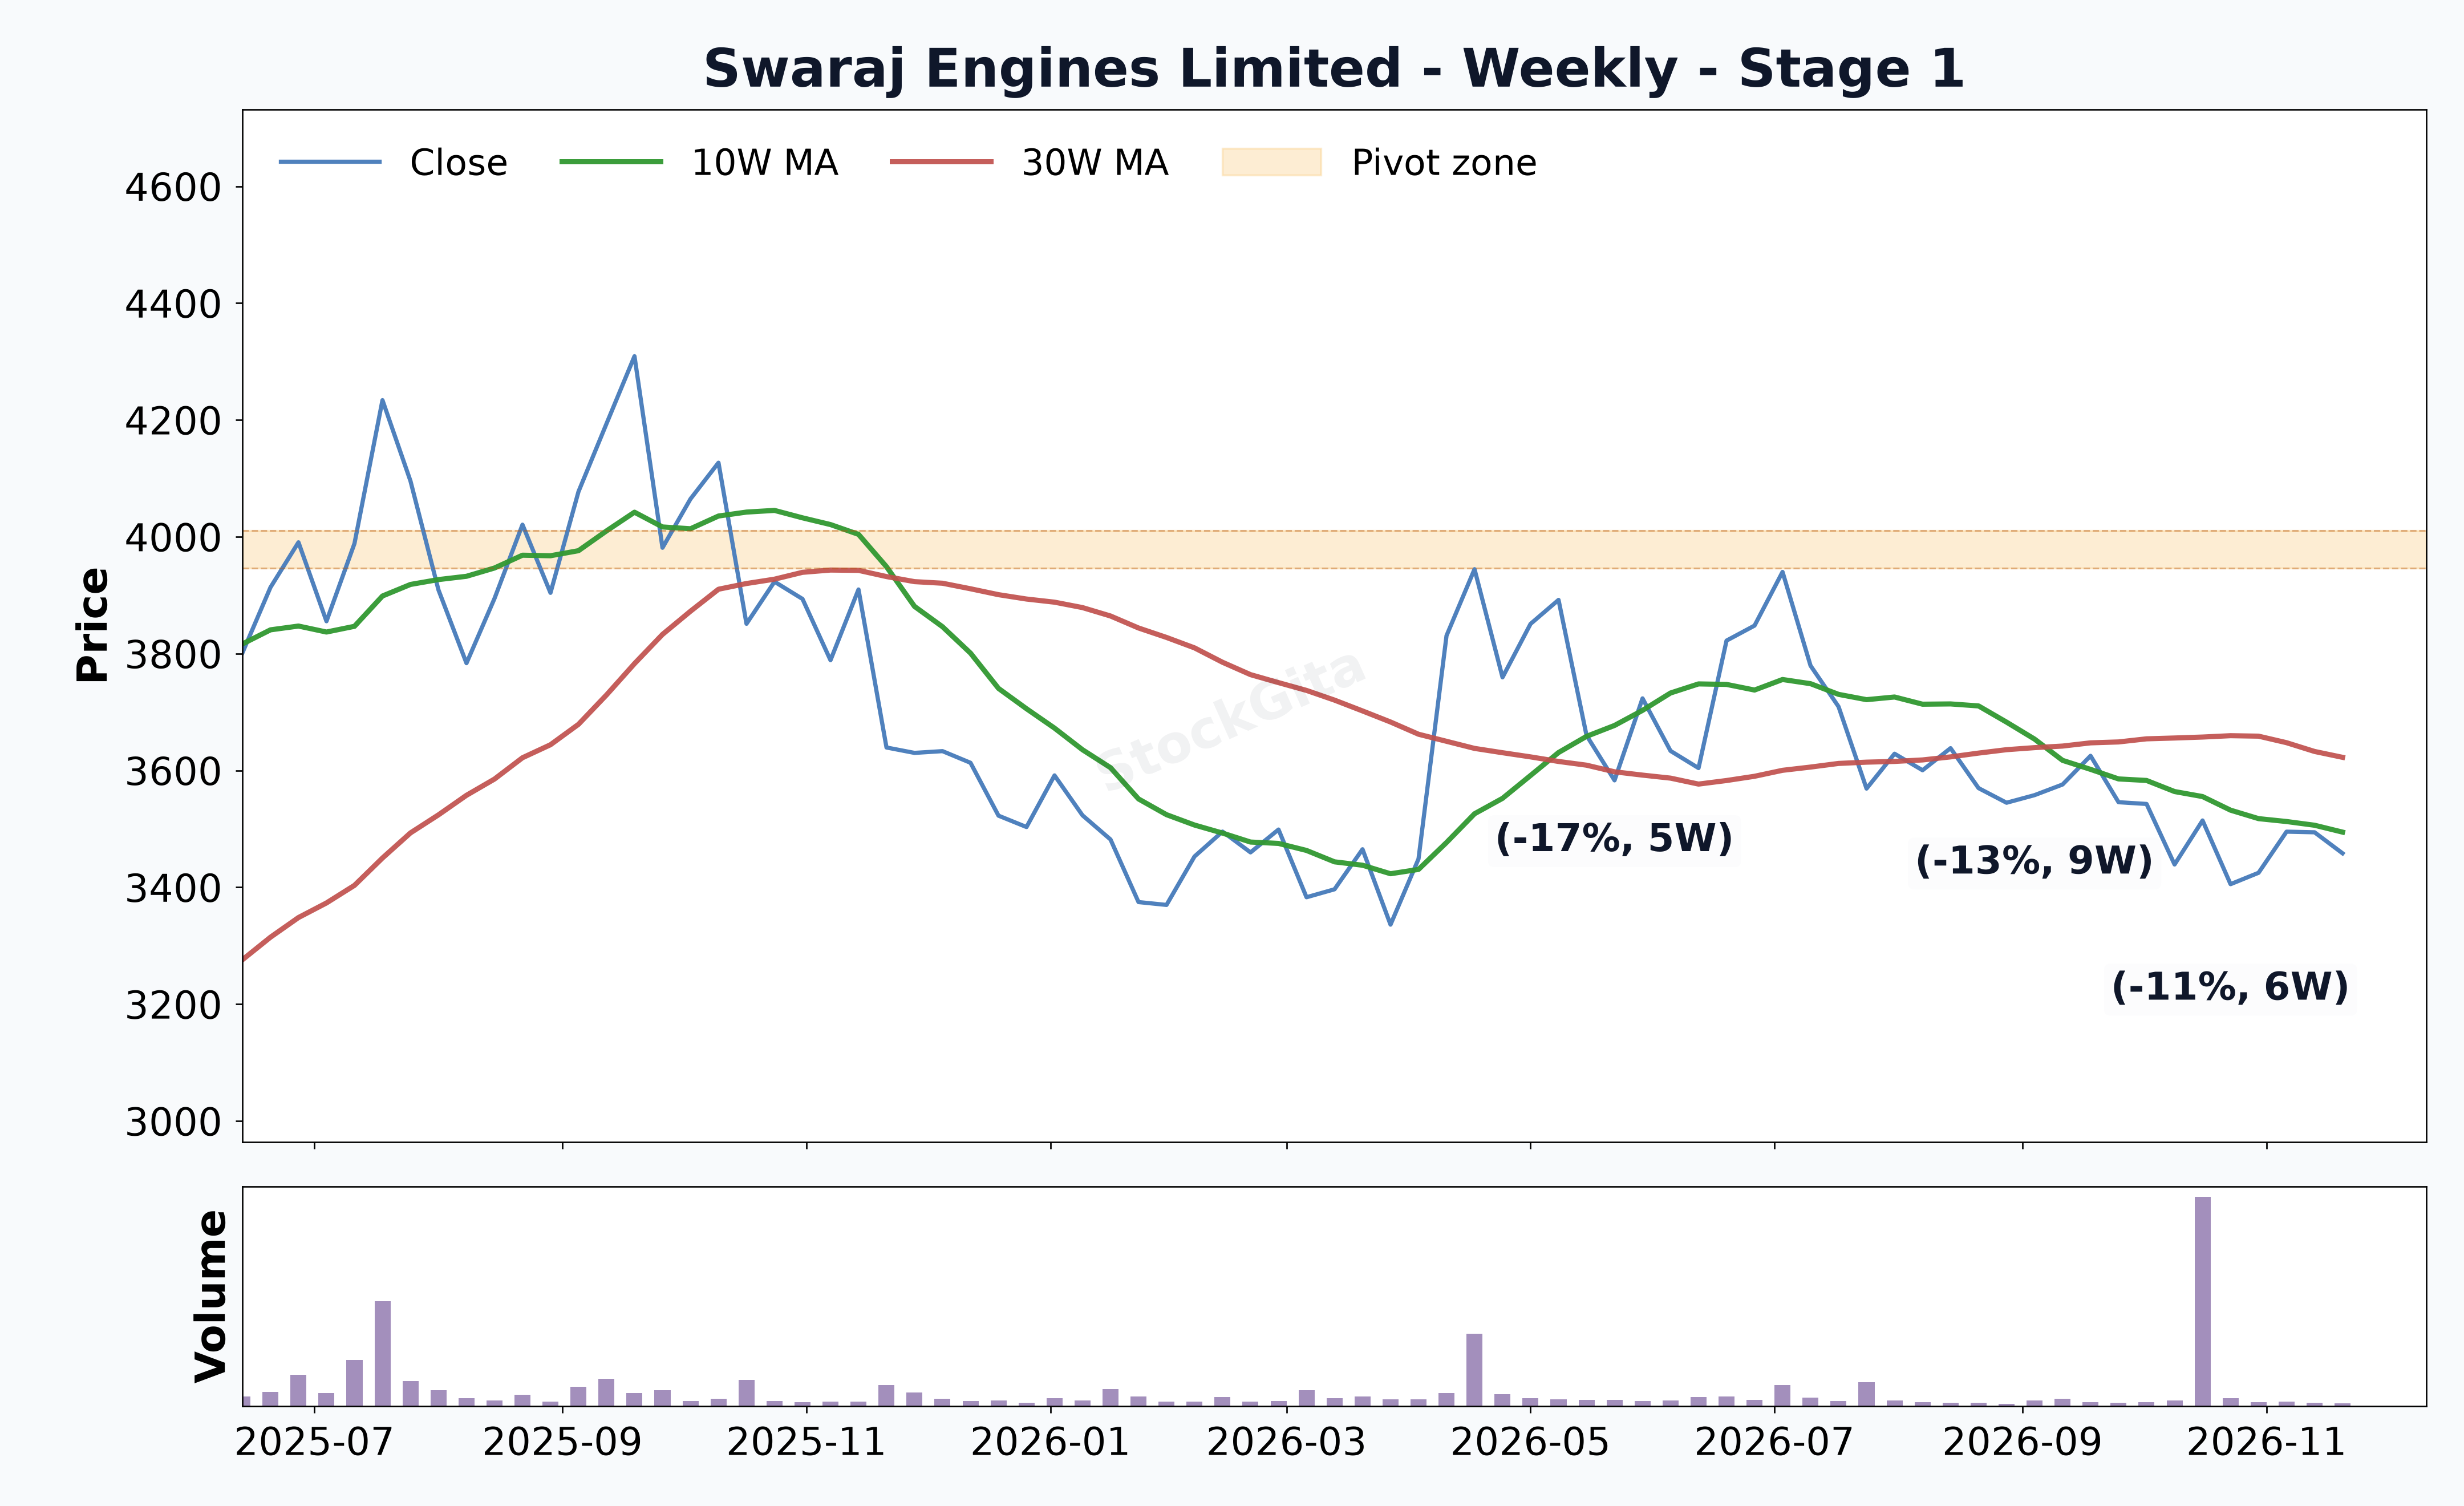 Swaraj Engines Limited - Weekly - Stage 1
Close 10W MA 30W MA Pivot zone
4600
4400
4200
4000
3800
3600
3400
3200
3000
Price
StockGita
(-17%, 5W)
(-13%, 9W)
(-11%, 6W)
Volume
2025-07 2025-09 2025-11 2026-01 2026-03 2026-05 2026-07 2026-09 2026-11